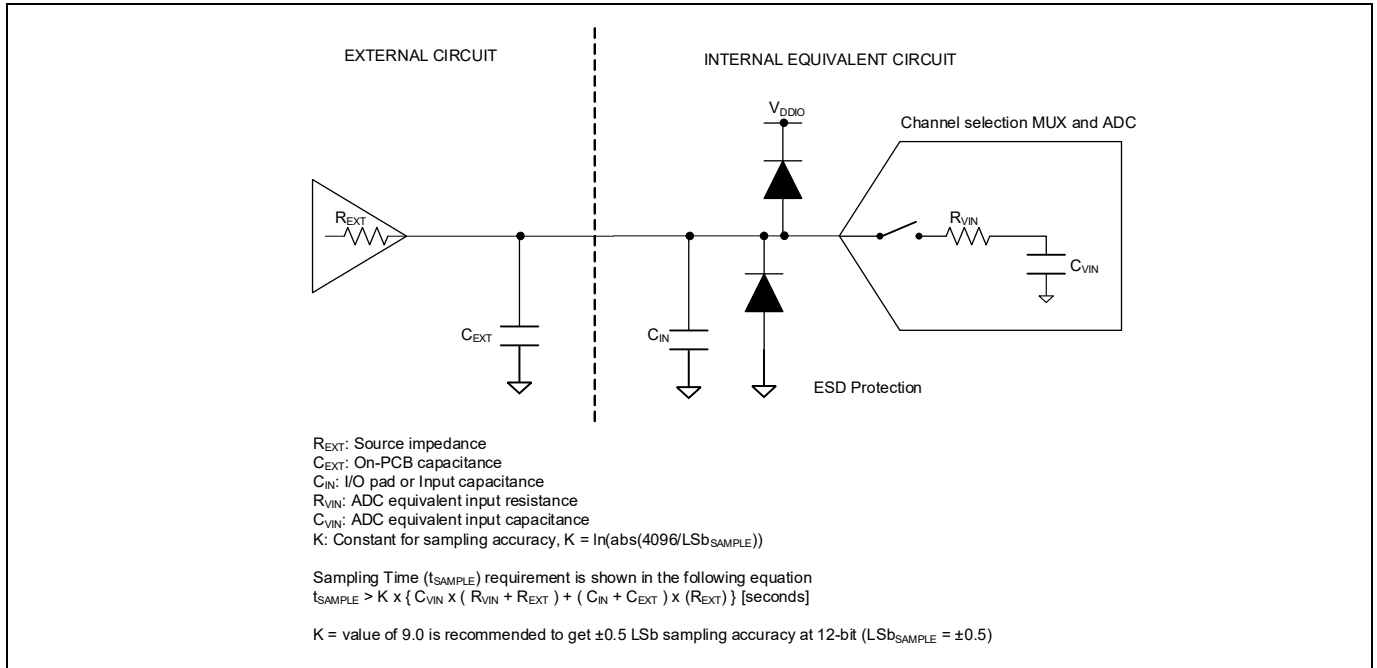 EXTERNAL CIRCUIT
INTERNAL EQUIVALENT CIRCUIT
VDDIO
Channel selection MUX and ADC
REXT
RVIN
CVIN
CEXT
CIN
ESD Protection
REXT: Source impedance
CEXT: On-PCB capacitance
CIN: I/O pad or Input capacitance
RVIN: ADC equivalent input resistance
CVIN: ADC equivalent input capacitance
K: Constant for sampling accuracy, K = ln(abs(4096/LSbSAMPLE))
Sampling Time (tSAMPLE) requirement is shown in the following equation
tSAMPLE > K x { CVIN x ( RVIN + REXT ) + ( CIN + CEXT ) x (REXT) } [seconds]
K = value of 9.0 is recommended to get ±0.5 LSb sampling accuracy at 12-bit (LSbSAMPLE = ±0.5)